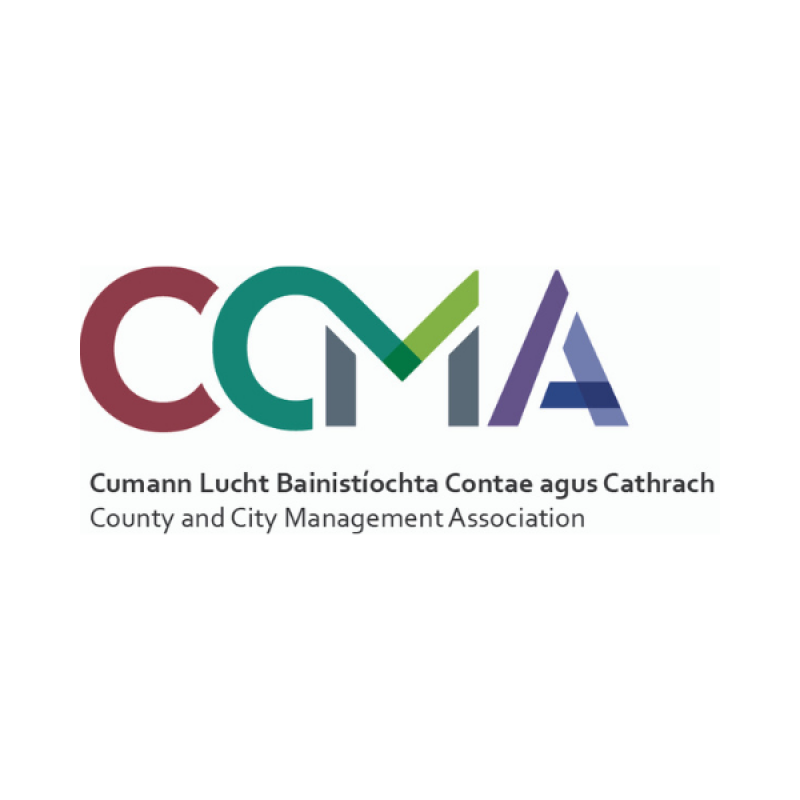 CCMA
Cumann Lucht Bainistíochta Contae agus Cathrach
County and City Management Association